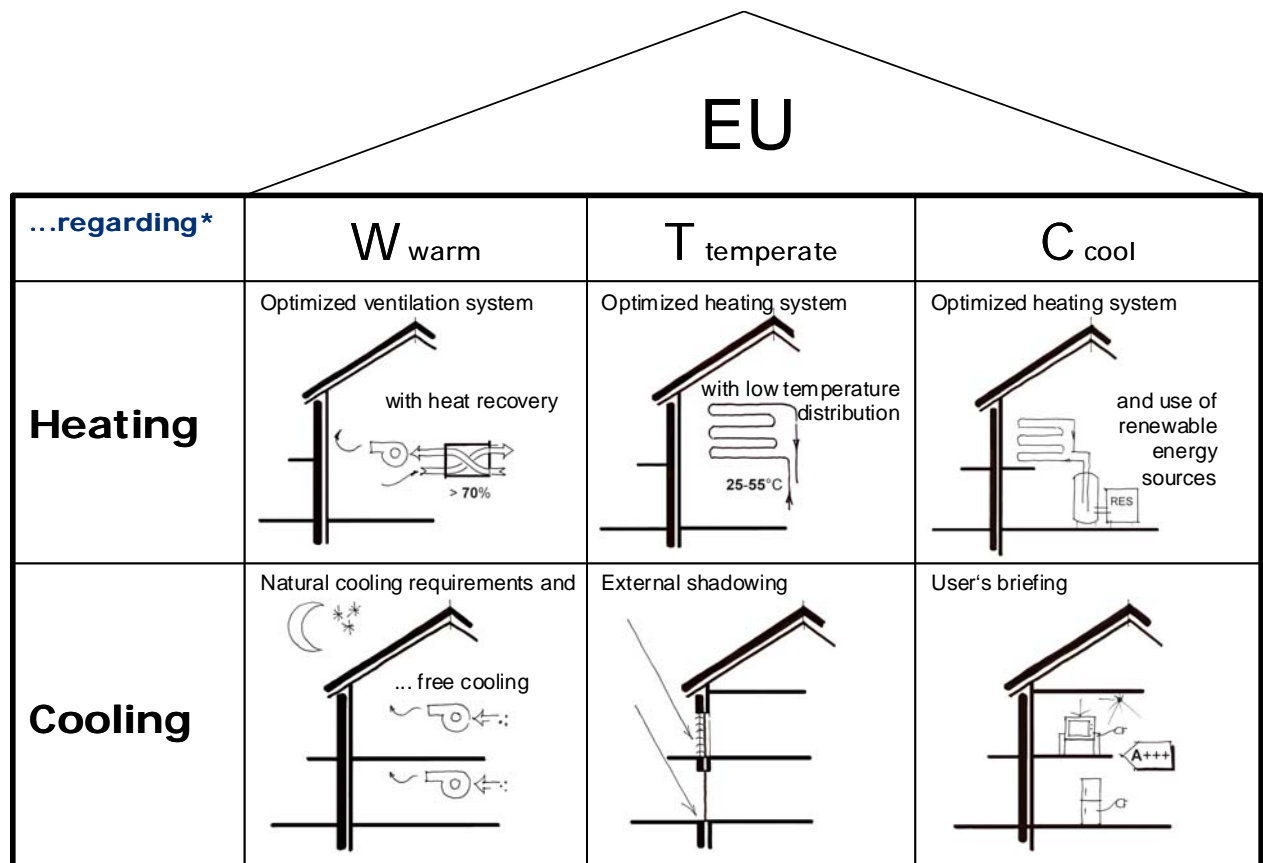 EU
...regarding*
W warm
T temperate
C cool
Heating
Optimized ventilation system
with heat recovery
> 70%
Optimized heating system
with low temperature
distribution
25-55°C
Optimized heating system
and use of
renewable
energy
sources
RES
Cooling
Natural cooling requirements and
... free cooling
External shadowing
User‘s briefing
A+++